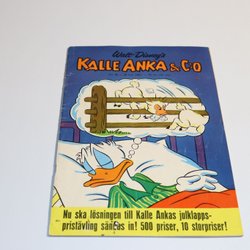 Walt Disney's
KALLE ANKA & C:O
Nu ska lösningen till Kalle Ankas julklapps-
pristävling sändas in! 500 priser, 10 storpriser!